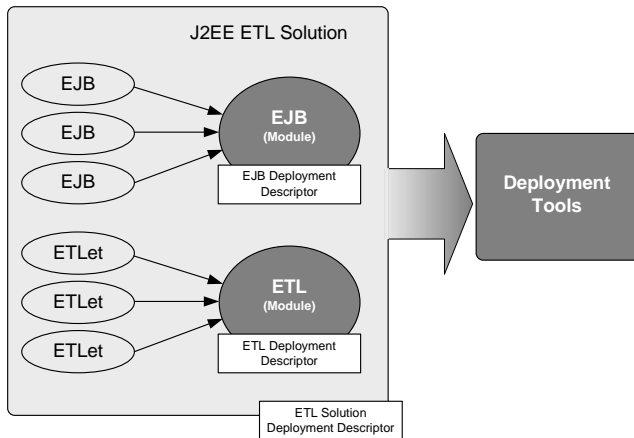 J2EE ETL Solution
EJB
EJB
EJB
EJB
(Module)
EJB Deployment
Descriptor
ETLet
ETLet
ETLet
ETL
(Module)
ETL Deployment
Descriptor
ETL Solution
Deployment Descriptor
Deployment
Tools